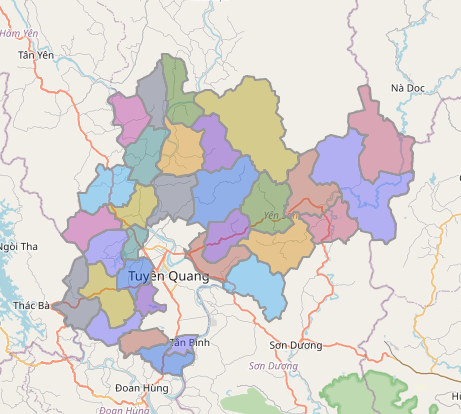 Hàm Yên
Tân Yên
Nà Doc
Yên
Ngòi Tha
Tuyên Quang
Thác Bà
Tân Bình
Sơn Dương
Sơn Dương
Đoan Hùng
Đoan Hùng